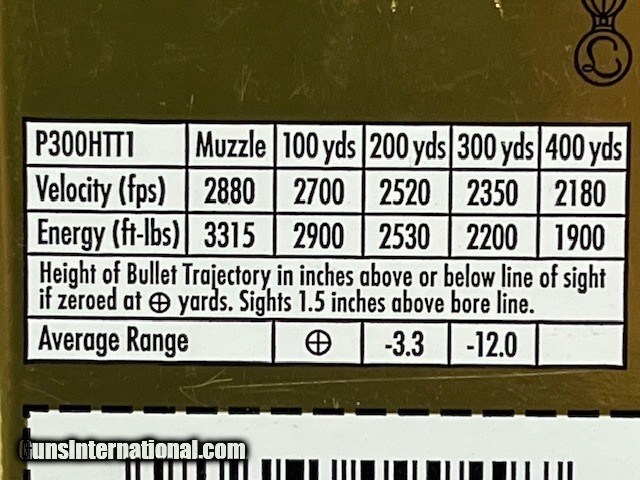 P300HTT1 Muzzle 100 yds 200 yds 300 yds 400 yds
Velocity (fps) 2880 2700 2520 2350 2180
Energy (ft-lbs) 3315 2900 2530 2200 1900
Height of Bullet Trajectory in inches above or below line of sight
if zeroed at ⊕ yards. Sights 1.5 inches above bore line.
Average Range ⊕ -3.3 -12.0
GunsInternational.com